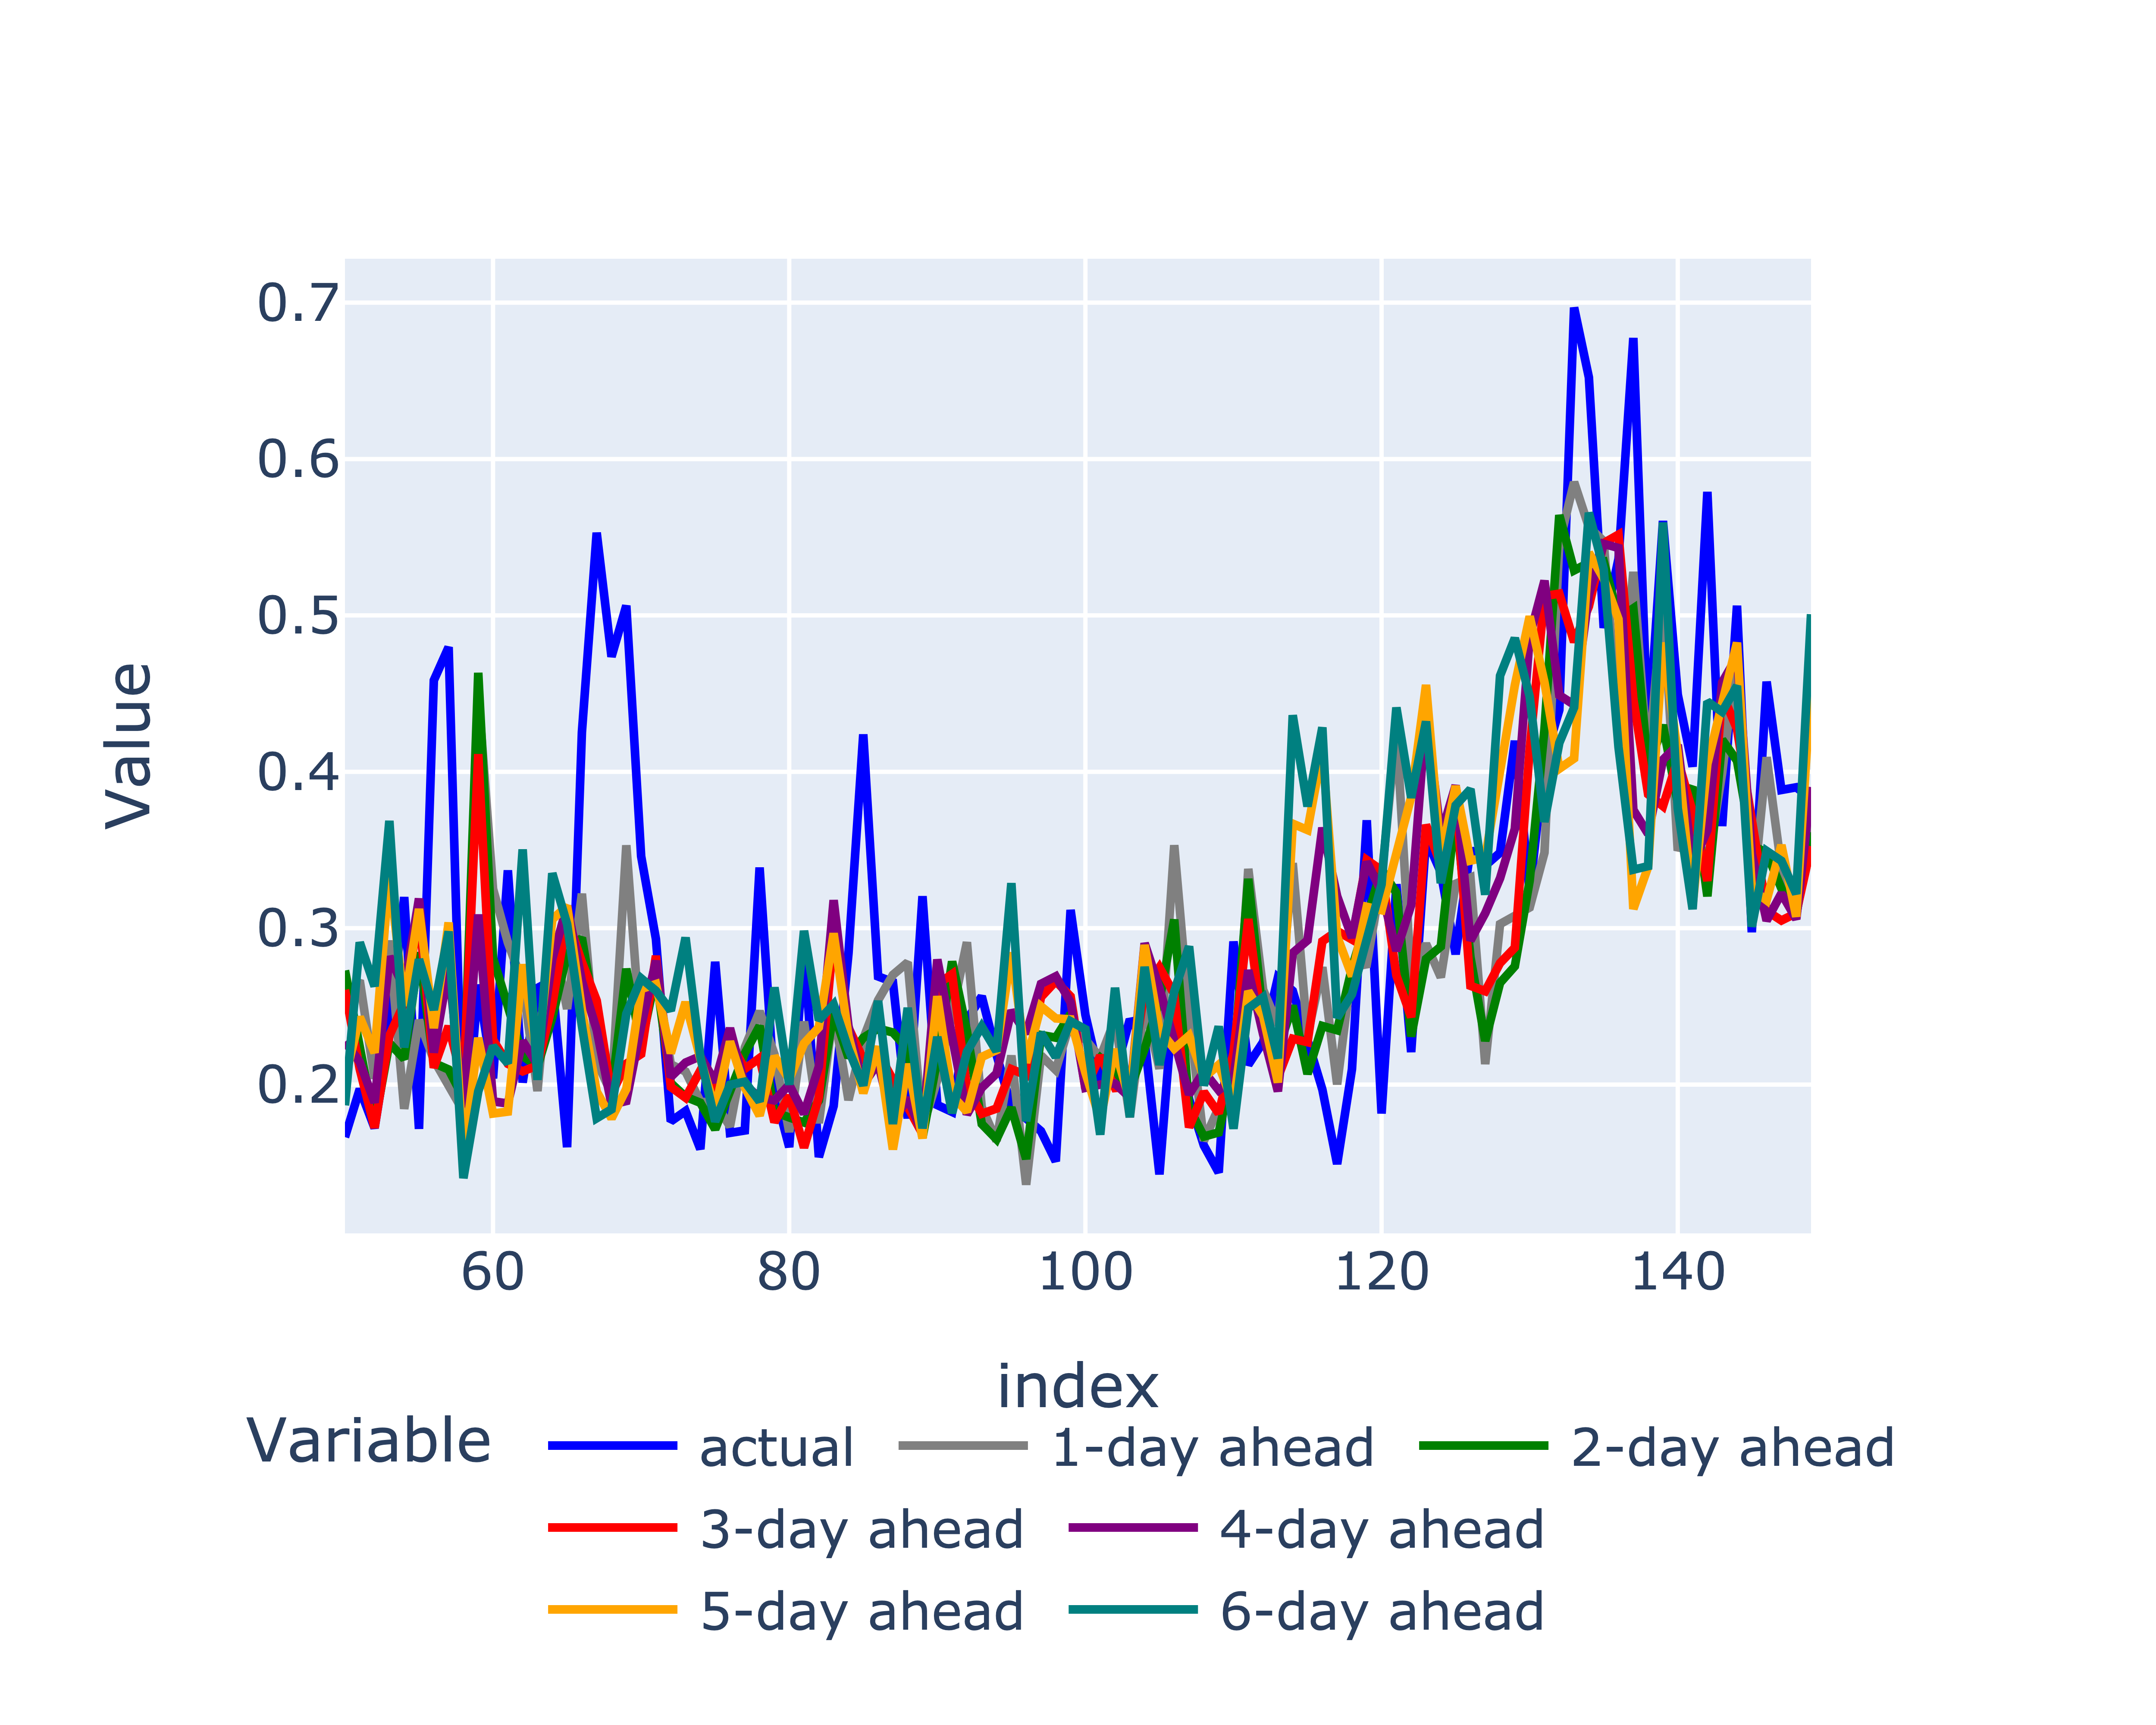 0.7
0.6
0.5
0.4
0.3
0.2
Value
60 80 100 120 140
index
Variable actual 1-day ahead 2-day ahead
3-day ahead 4-day ahead
5-day ahead 6-day ahead